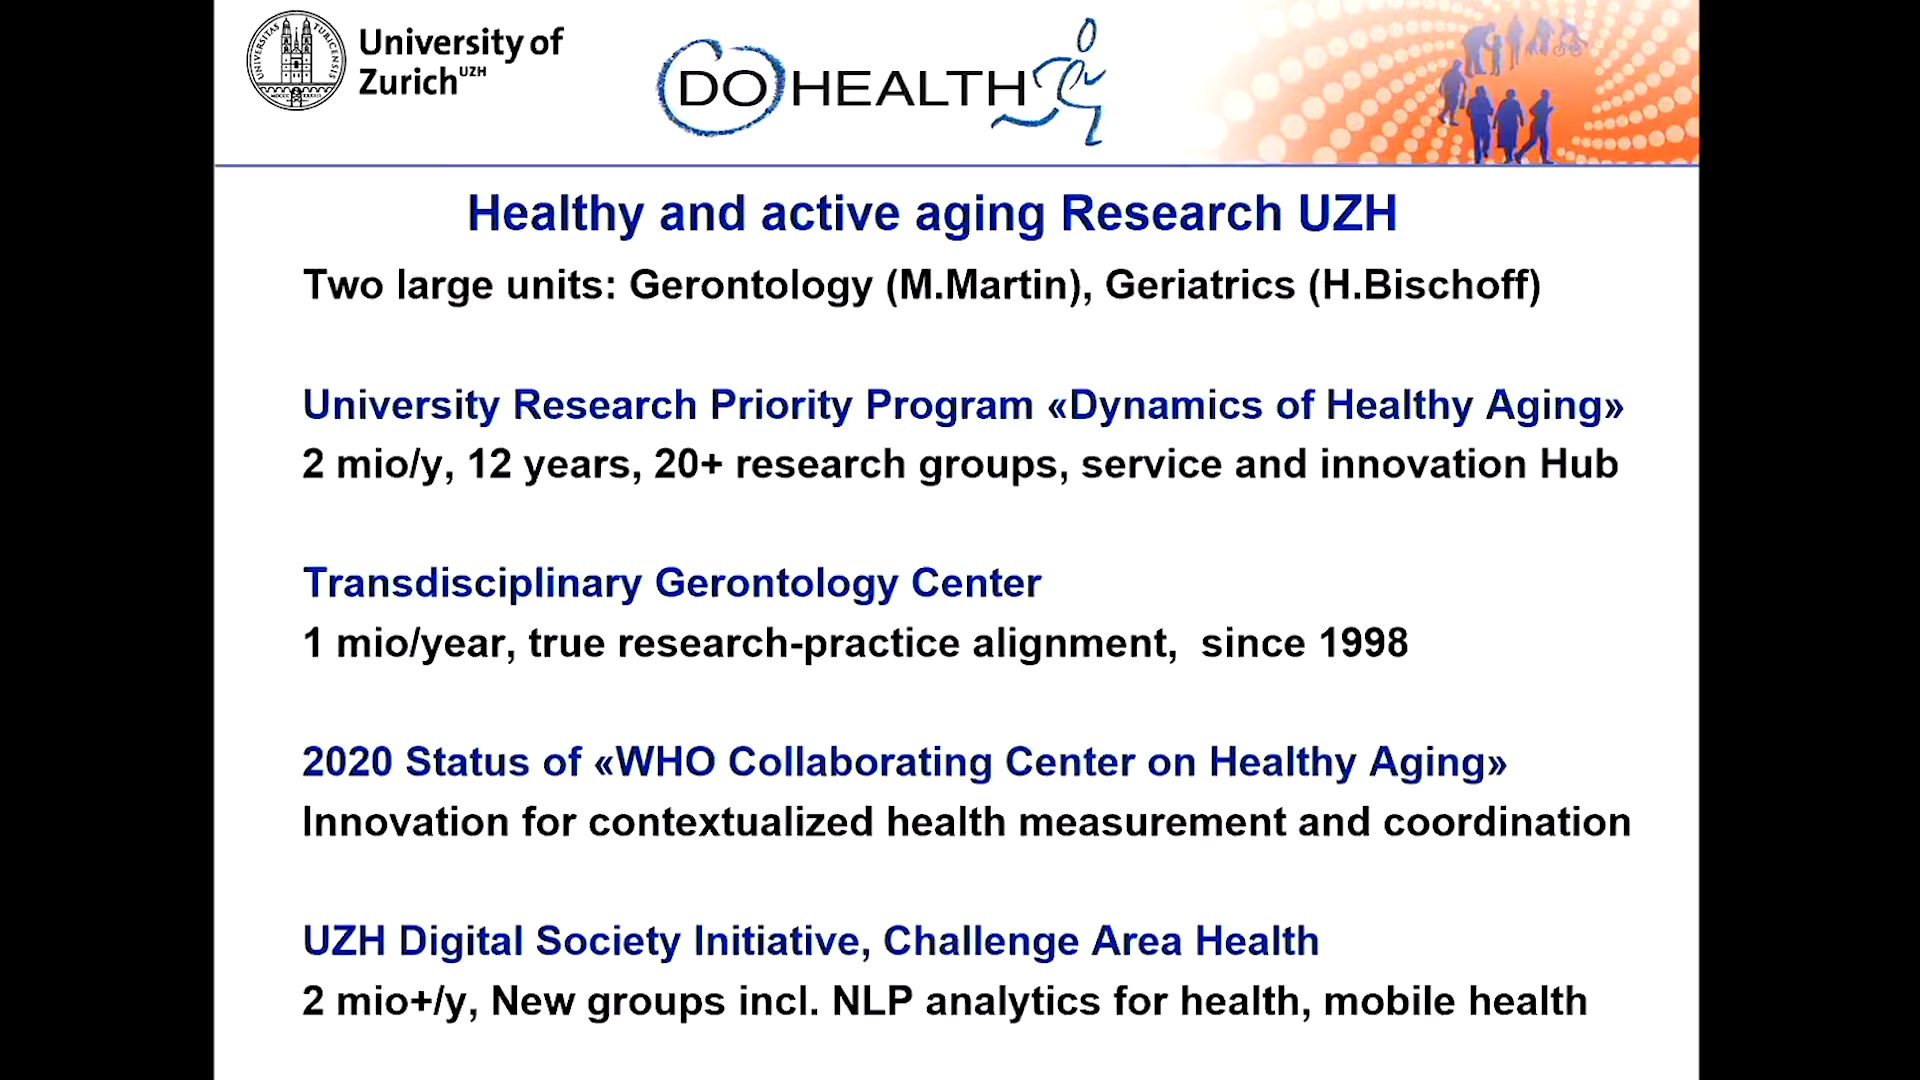 University of
Zurich UZH
DO HEALTH
UNIVERSITAS TURICENSIS
Healthy and active aging Research UZH
Two large units: Gerontology (M.Martin), Geriatrics (H.Bischoff)
University Research Priority Program «Dynamics of Healthy Aging»
2 mio/y, 12 years, 20+ research groups, service and innovation Hub
Transdisciplinary Gerontology Center
1 mio/year, true research-practice alignment,  since 1998
2020 Status of «WHO Collaborating Center on Healthy Aging»
Innovation for contextualized health measurement and coordination
UZH Digital Society Initiative, Challenge Area Health
2 mio+/y, New groups incl. NLP analytics for health, mobile health